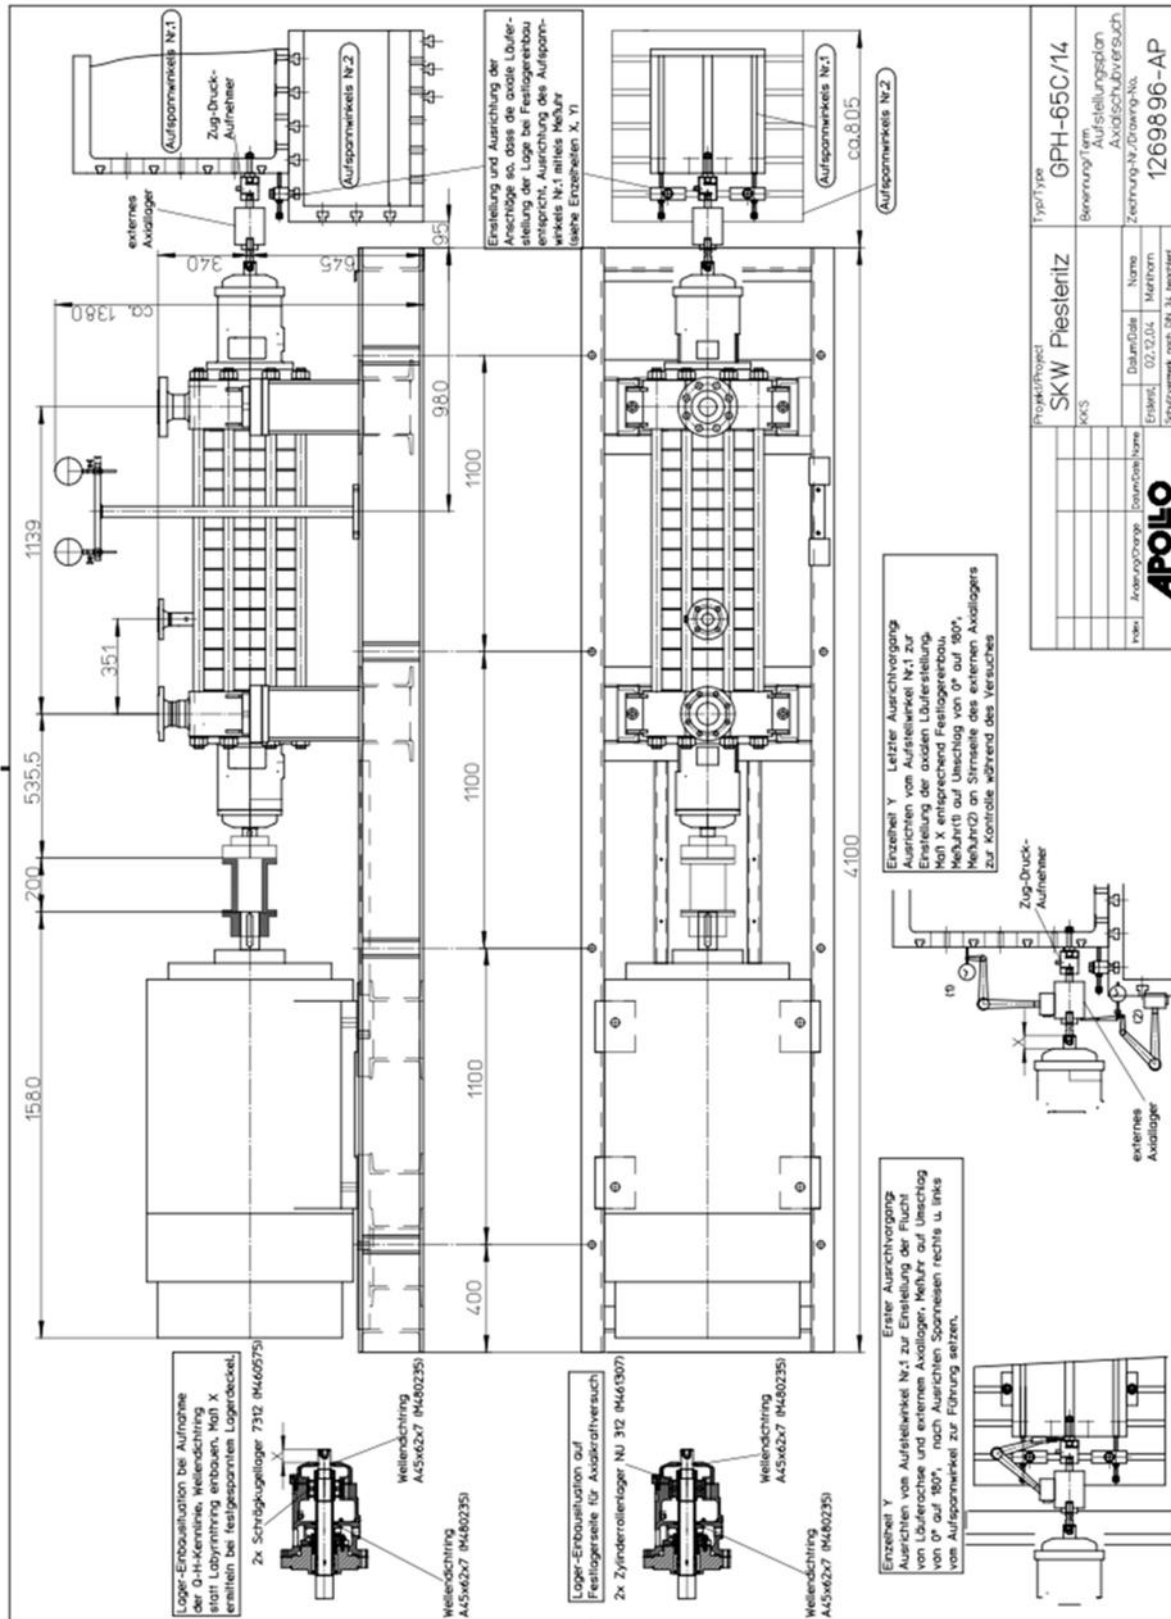 Aufspannwinkels Nr.1
Zug-Druck-
Aufnehmer
Aufspannwinkels Nr.2
externes
Axiallager
340
645
95
ca. 1380
980
1139
351
535.5
200
1580
1100
1100
1100
400
Einstellung und Ausrichtung der
Anschläge so, dass die axiale Läufer-
stellung der Lage bei Festlagereinbau
entspricht, Ausrichtung des Aufspann-
winkels Nr.1 mittels Meßuhr
(siehe Einzelheiten X, Y)
Aufspannwinkels Nr.1
Aufspannwinkels Nr.2
ca.805
4100
Lager-Einbausituation bei Aufnahme
der Q-H-Kennlinie, Wellendichtring
statt Labyrinthring einbauen. Maß X
ermitteln bei festgespanntem Lagerdeckel.
2x Schrägkugellager 7312 (M460575)
X
Wellendichtring
A45x62x7 (M480235)
Wellendichtring
A45x62x7 (M480235)
Lager-Einbausituation auf
Festlagerseite für Axialkraftversuch
2x Zylinderrollenlager NU 312 (M461307)
Wellendichtring
A45x62x7 (M480235)
Wellendichtring
A45x62x7 (M480235)
Einzelheit Y Erster Ausrichtvorgang:
Ausrichten vom Aufstellwinkel Nr.1 zur Einstellung der Flucht
von Läuferachse und externem Axiallager, Meßuhr auf Umschlag
von 0° auf 180°, nach Ausrichten Spanneisen rechts u. links
vom Aufspannwinkel zur Führung setzen.
Einzelheit Y Letzter Ausrichtvorgang:
Ausrichten vom Aufstellwinkel Nr.1 zur
Einstellung der axialen Läuferstellung,
Maß X entsprechend Festlagereinbau,
Meßuhr(1) auf Umschlag von 0° auf 180°,
Meßuhr(2) an Stirnseite des externen Axiallagers
zur Kontrolle während des Versuches
Zug-Druck-
Aufnehmer
(1)
(2)
X
externes
Axiallager
Projekt/Project
SKW Piesteritz
Typ/Type
GPH-65C/14
KKS
Benennung/Term
Aufstellungsplan
Axialschubversuch
Datum/Date Name
Zeichnung-Nr./Drawing-No.
Erstellt. 02.12.04
1269896-AP
Index Änderung/Change Datum/Date Name
APOLLO